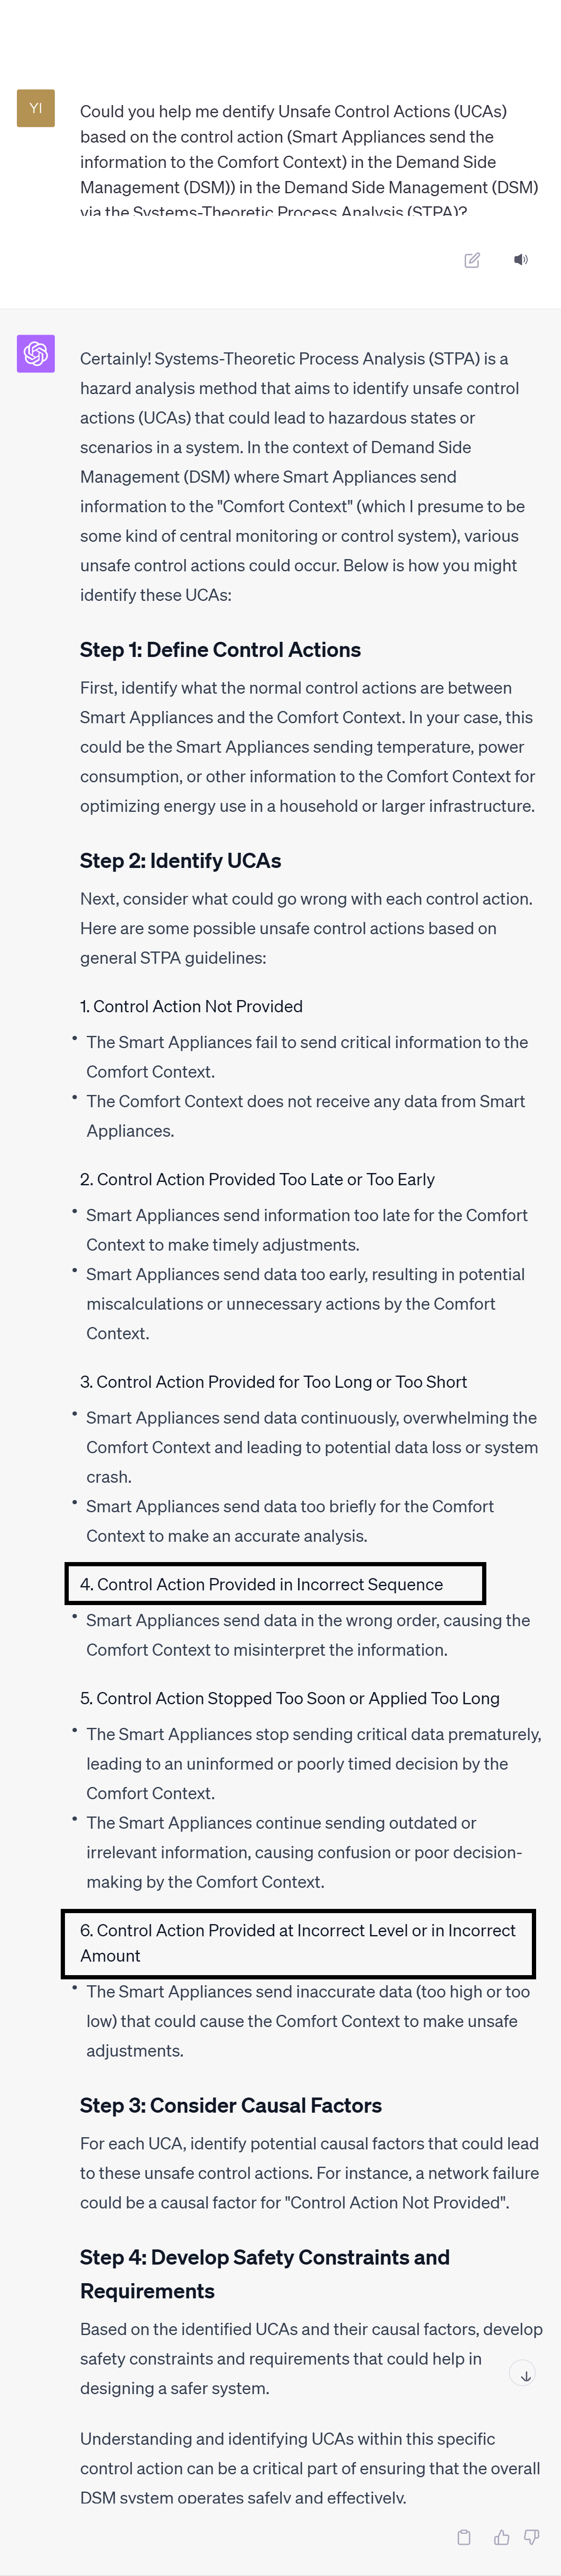 YI
Could you help me dentify Unsafe Control Actions (UCAs)
based on the control action (Smart Appliances send the
information to the Comfort Context) in the Demand Side
Management (DSM)) in the Demand Side Management (DSM)
via the Systems-Theoretic Process Analysis (STPA)?
Certainly! Systems-Theoretic Process Analysis (STPA) is a
hazard analysis method that aims to identify unsafe control
actions (UCAs) that could lead to hazardous states or
scenarios in a system. In the context of Demand Side
Management (DSM) where Smart Appliances send
information to the "Comfort Context" (which I presume to be
some kind of central monitoring or control system), various
unsafe control actions could occur. Below is how you might
identify these UCAs:
Step 1: Define Control Actions
First, identify what the normal control actions are between
Smart Appliances and the Comfort Context. In your case, this
could be the Smart Appliances sending temperature, power
consumption, or other information to the Comfort Context for
optimizing energy use in a household or larger infrastructure.
Step 2: Identify UCAs
Next, consider what could go wrong with each control action.
Here are some possible unsafe control actions based on
general STPA guidelines:
1. Control Action Not Provided
• The Smart Appliances fail to send critical information to the
Comfort Context.
• The Comfort Context does not receive any data from Smart
Appliances.
2. Control Action Provided Too Late or Too Early
• Smart Appliances send information too late for the Comfort
Context to make timely adjustments.
• Smart Appliances send data too early, resulting in potential
miscalculations or unnecessary actions by the Comfort
Context.
3. Control Action Provided for Too Long or Too Short
• Smart Appliances send data continuously, overwhelming the
Comfort Context and leading to potential data loss or system
crash.
• Smart Appliances send data too briefly for the Comfort
Context to make an accurate analysis.
4. Control Action Provided in Incorrect Sequence
• Smart Appliances send data in the wrong order, causing the
Comfort Context to misinterpret the information.
5. Control Action Stopped Too Soon or Applied Too Long
• The Smart Appliances stop sending critical data prematurely,
leading to an uninformed or poorly timed decision by the
Comfort Context.
• The Smart Appliances continue sending outdated or
irrelevant information, causing confusion or poor decision-
making by the Comfort Context.
6. Control Action Provided at Incorrect Level or in Incorrect
Amount
• The Smart Appliances send inaccurate data (too high or too
low) that could cause the Comfort Context to make unsafe
adjustments.
Step 3: Consider Causal Factors
For each UCA, identify potential causal factors that could lead
to these unsafe control actions. For instance, a network failure
could be a causal factor for "Control Action Not Provided".
Step 4: Develop Safety Constraints and
Requirements
Based on the identified UCAs and their causal factors, develop
safety constraints and requirements that could help in
designing a safer system.
Understanding and identifying UCAs within this specific
control action can be a critical part of ensuring that the overall
DSM system operates safely and effectively.